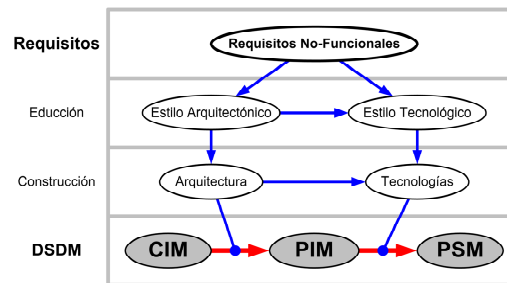 Requisitos
Requisitos No-Funcionales
Educción
Estilo Arquitectónico
Estilo Tecnológico
Construcción
Arquitectura
Tecnologías
DSDM
CIM
PIM
PSM